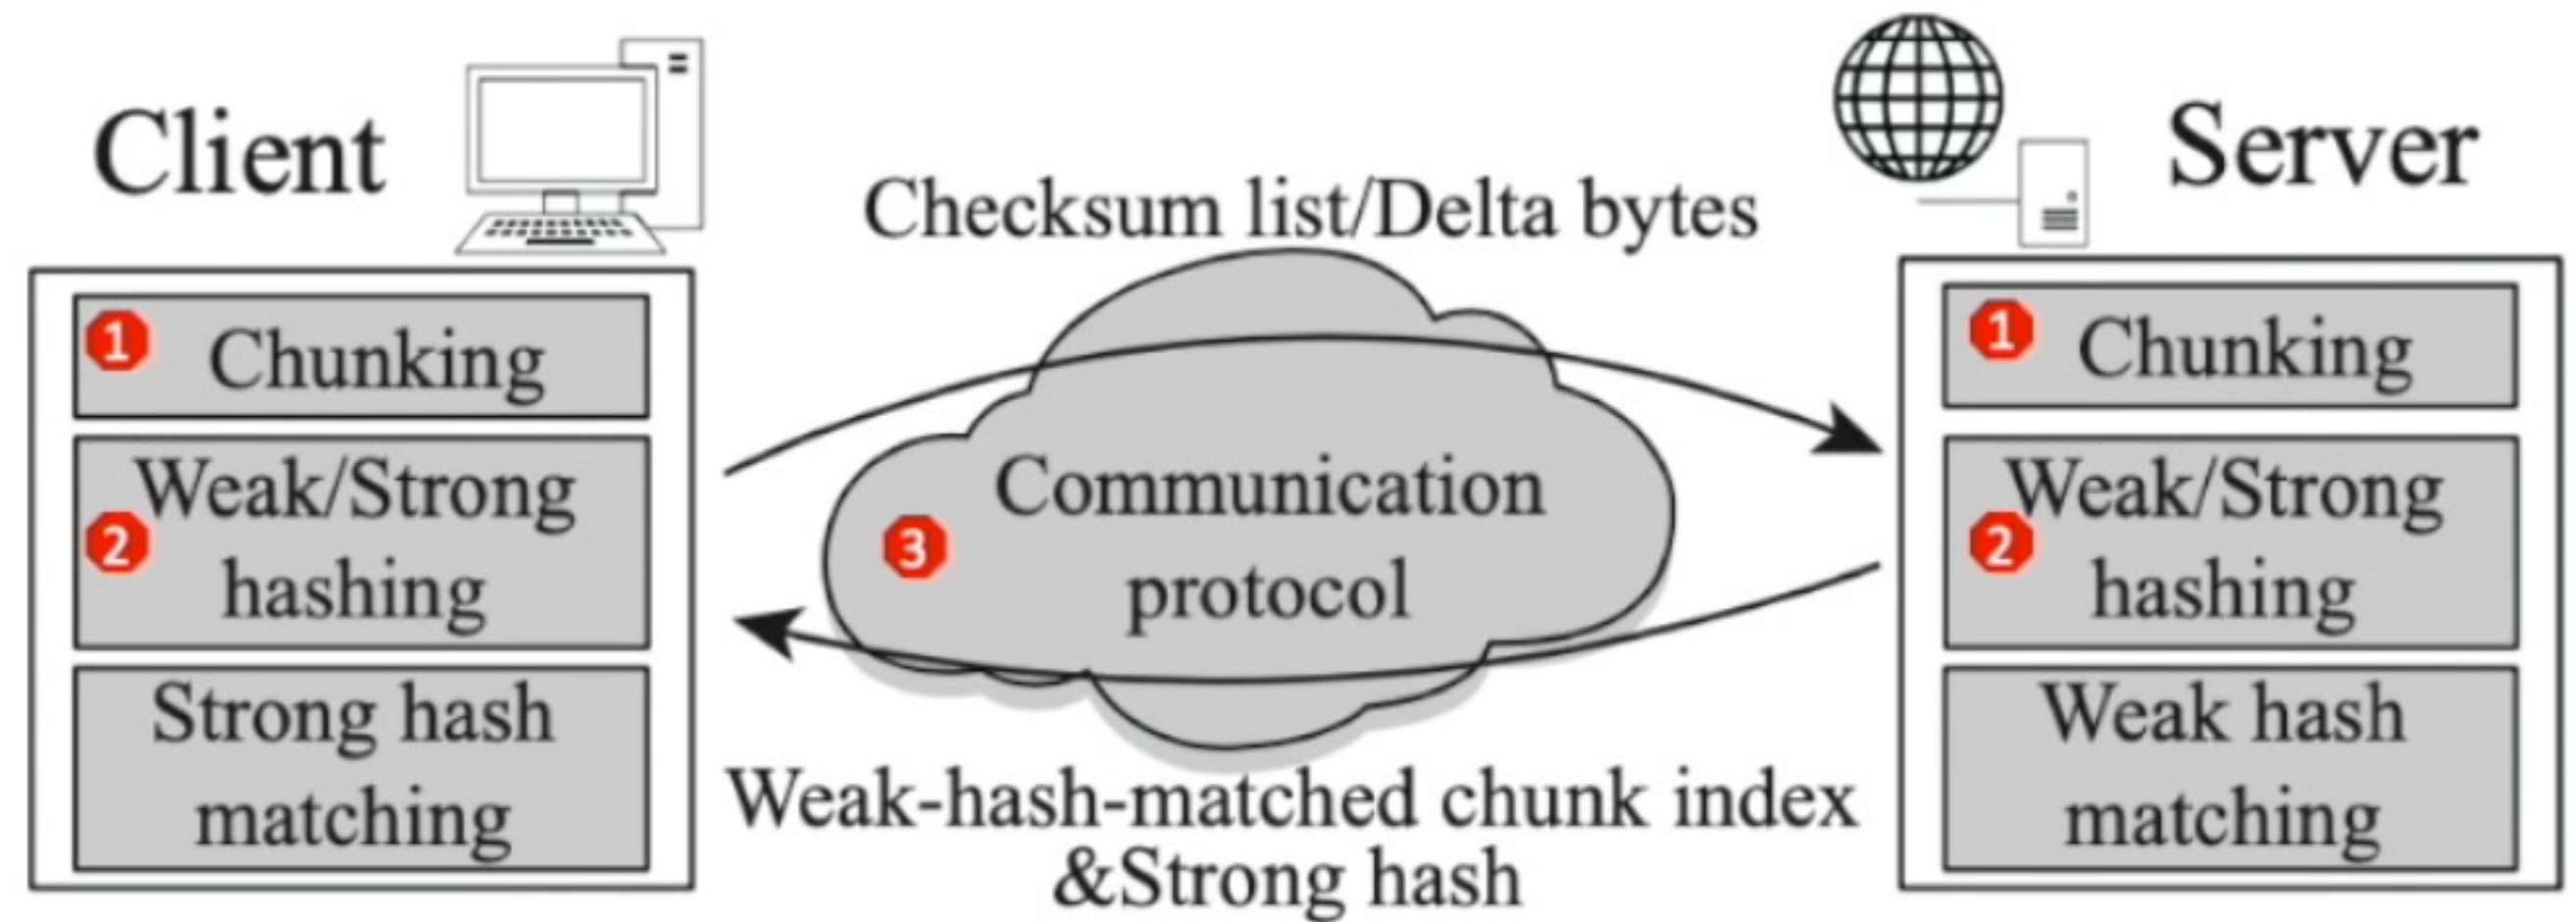 Client
Server
Checksum list/Delta bytes
1 Chunking
2 Weak/Strong
hashing
Strong hash
matching
3 Communication
protocol
Weak-hash-matched chunk index
&Strong hash
1 Chunking
2 Weak/Strong
hashing
Weak hash
matching